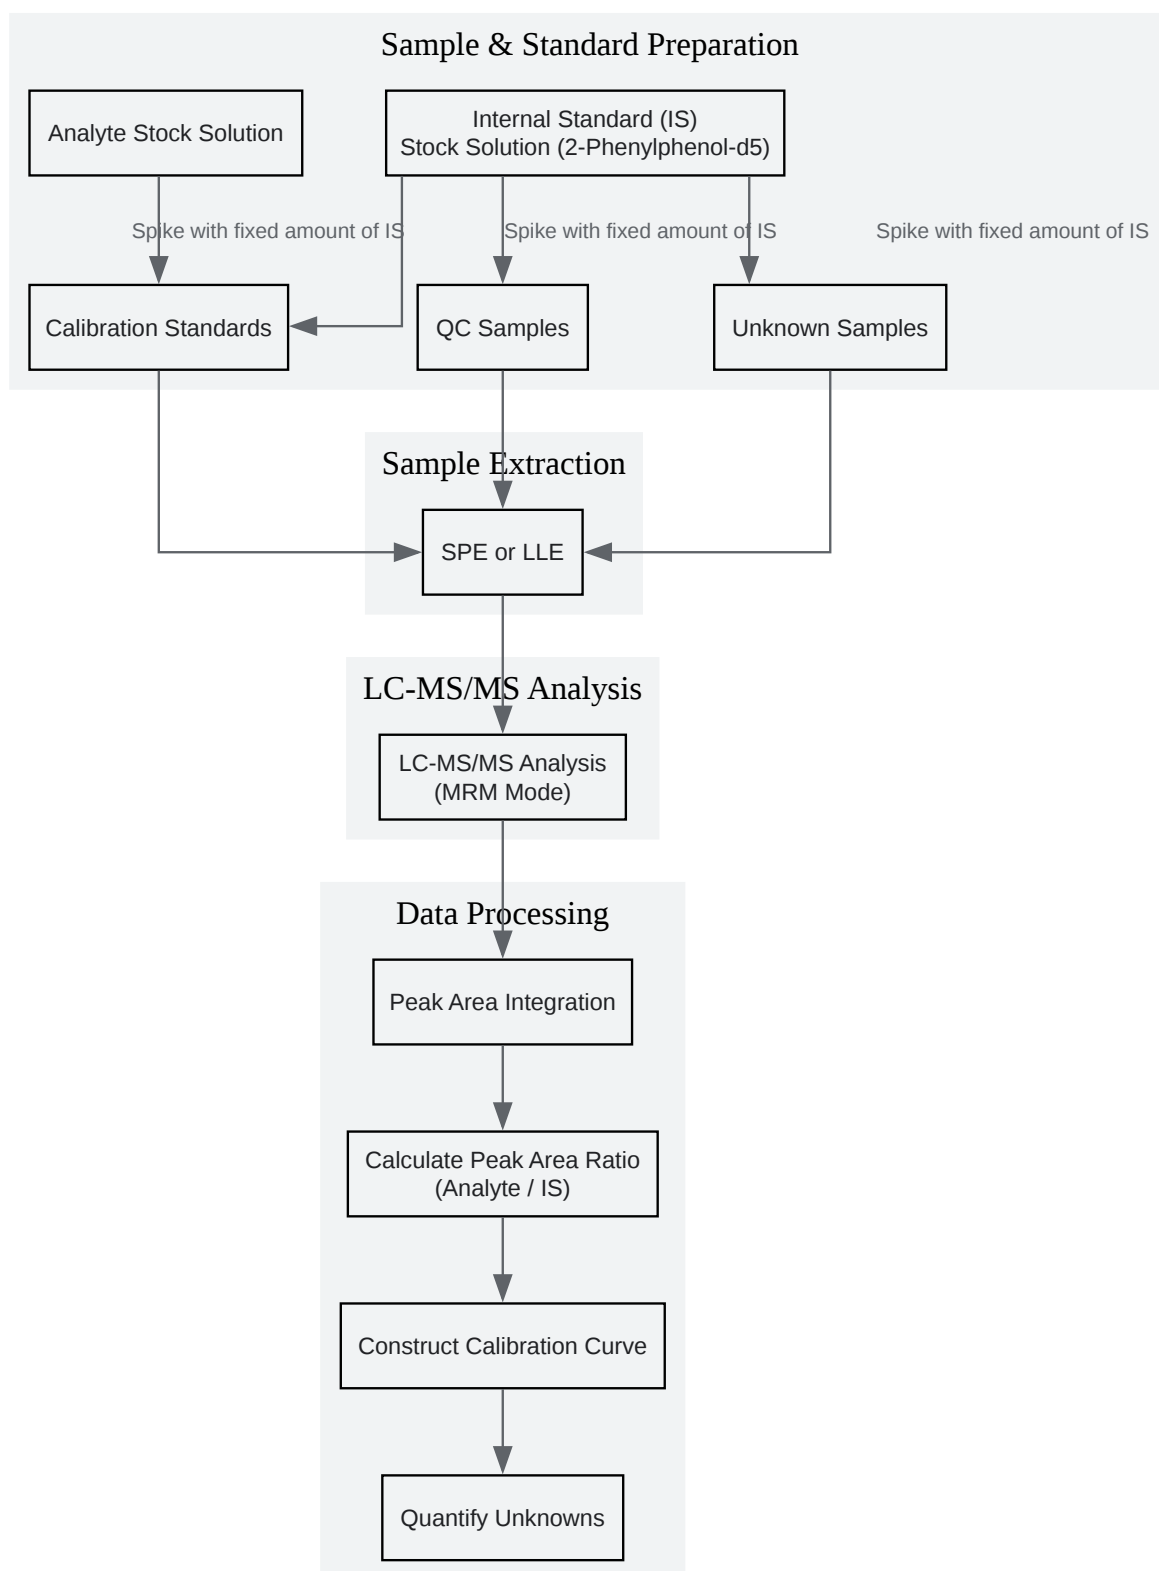 Sample & Standard Preparation
Analyte Stock Solution
Internal Standard (IS)
Stock Solution (2-Phenylphenol-d5)
Spike with fixed amount of IS
Spike with fixed amount of IS
Spike with fixed amount of IS
Calibration Standards
QC Samples
Unknown Samples
Sample Extraction
SPE or LLE
LC-MS/MS Analysis
LC-MS/MS Analysis
(MRM Mode)
Data Processing
Peak Area Integration
Calculate Peak Area Ratio
(Analyte / IS)
Construct Calibration Curve
Quantify Unknowns